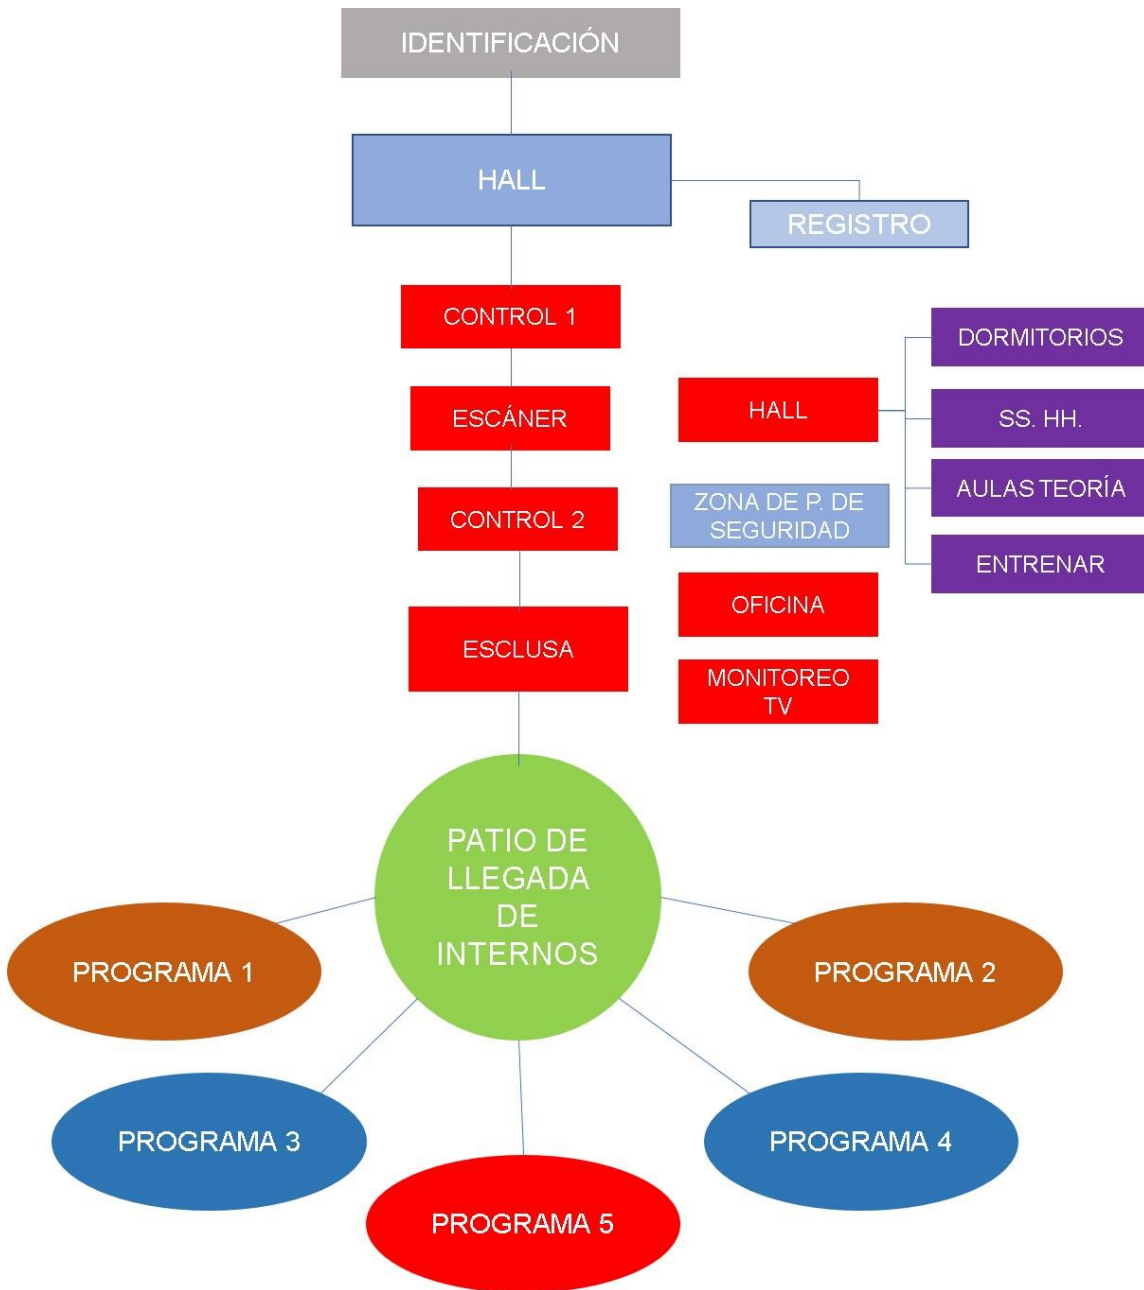 IDENTIFICACIÓN
HALL
REGISTRO
CONTROL 1
ESCÁNER
CONTROL 2
ESCLUSA
HALL
DORMITORIOS
SS. HH.
AULAS TEORÍA
ENTRENAR
ZONA DE P. DE
SEGURIDAD
OFICINA
MONITOREO
TV
PATIO DE
LLEGADA
DE
INTERNOS
PROGRAMA 1
PROGRAMA 2
PROGRAMA 3
PROGRAMA 4
PROGRAMA 5